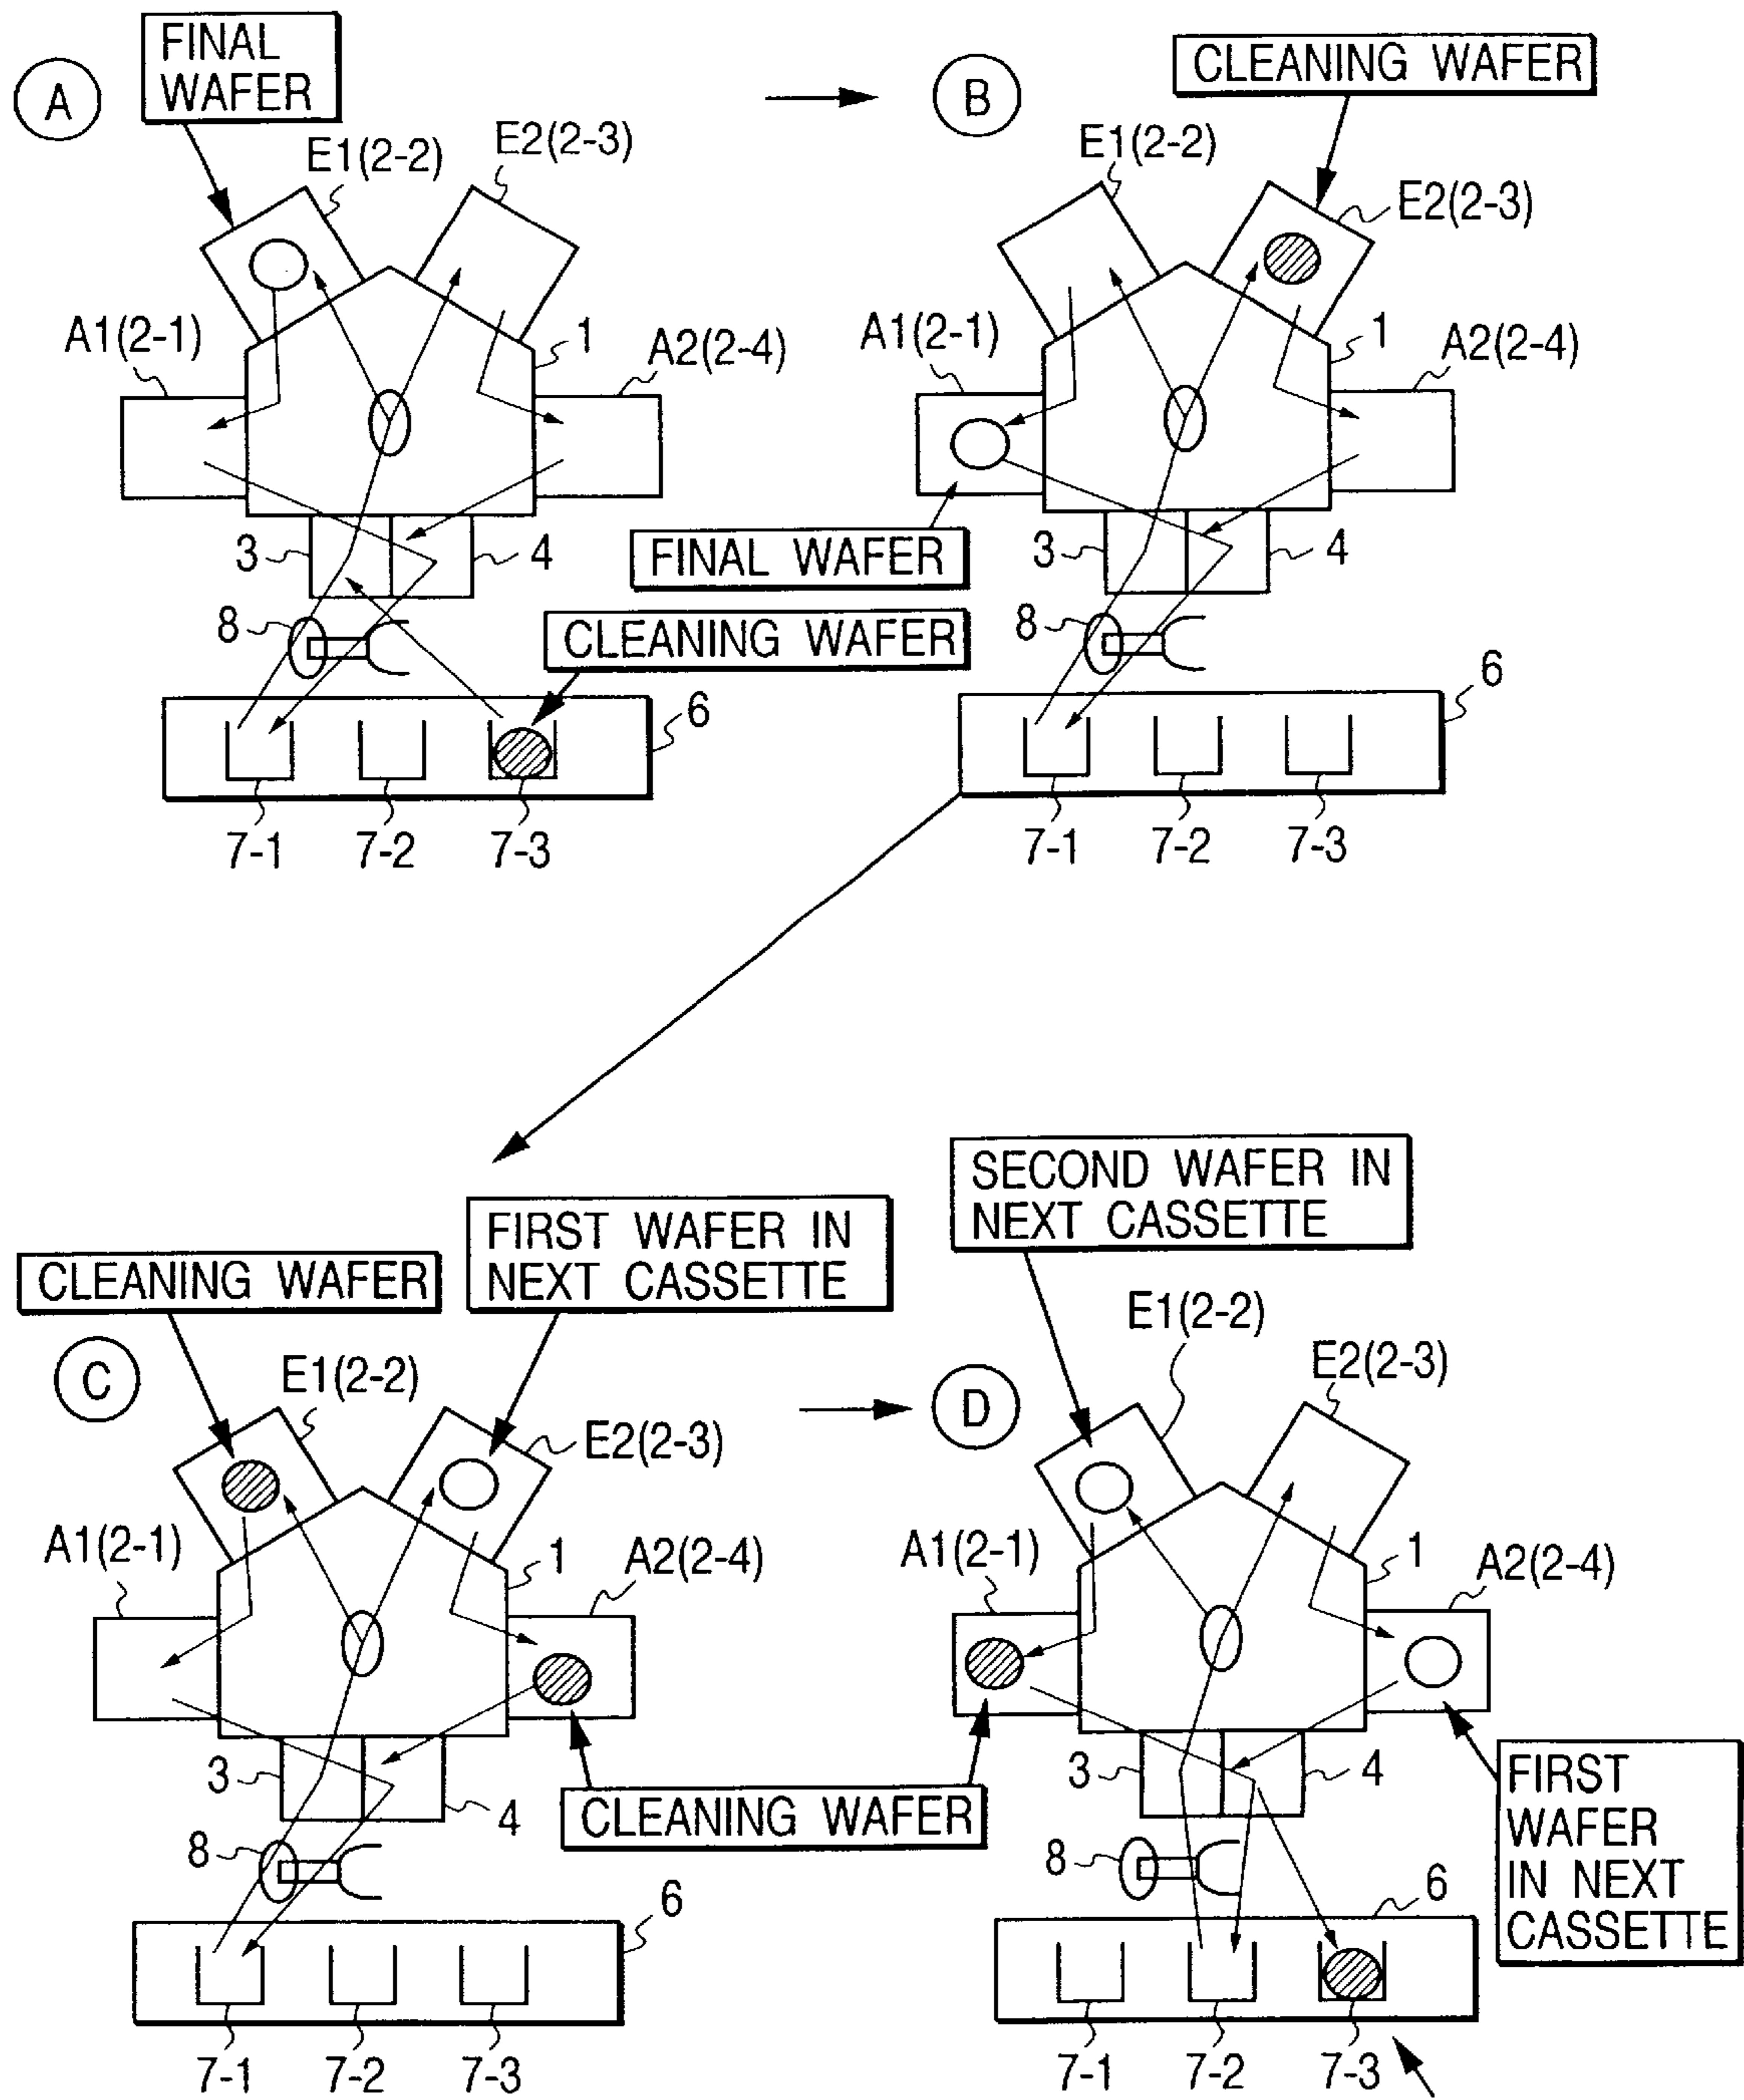 A
FINAL
WAFER
E1(2-2)
E2(2-3)
A1(2-1)
1
A2(2-4)
3
4
8
CLEANING WAFER
6
7-1
7-2
7-3
B
CLEANING WAFER
E1(2-2)
E2(2-3)
A1(2-1)
1
A2(2-4)
FINAL WAFER
3
4
8
6
7-1
7-2
7-3
C
CLEANING WAFER
FIRST WAFER IN
NEXT CASSETTE
E1(2-2)
E2(2-3)
A1(2-1)
1
A2(2-4)
3
4
CLEANING WAFER
8
6
7-1
7-2
7-3
D
SECOND WAFER IN
NEXT CASSETTE
E1(2-2)
E2(2-3)
A1(2-1)
1
A2(2-4)
3
4
FIRST
WAFER
IN NEXT
CASSETTE
8
6
7-1
7-2
7-3